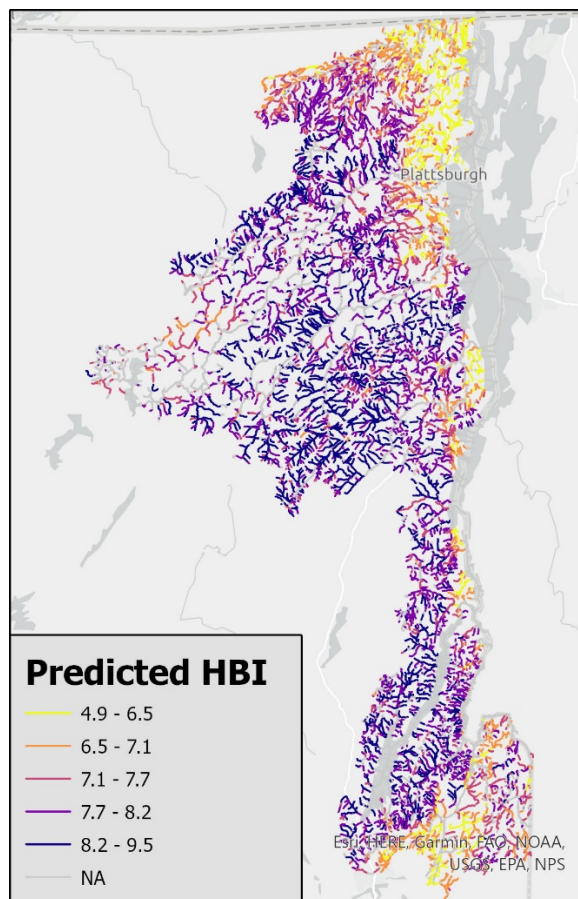 Plattsburgh
Predicted HBI
4.9 - 6.5
6.5 - 7.1
7.1 - 7.7
7.7 - 8.2
8.2 - 9.5
NA
Esri, HERE, Garmin, FAO, NOAA,
USGS, EPA, NPS